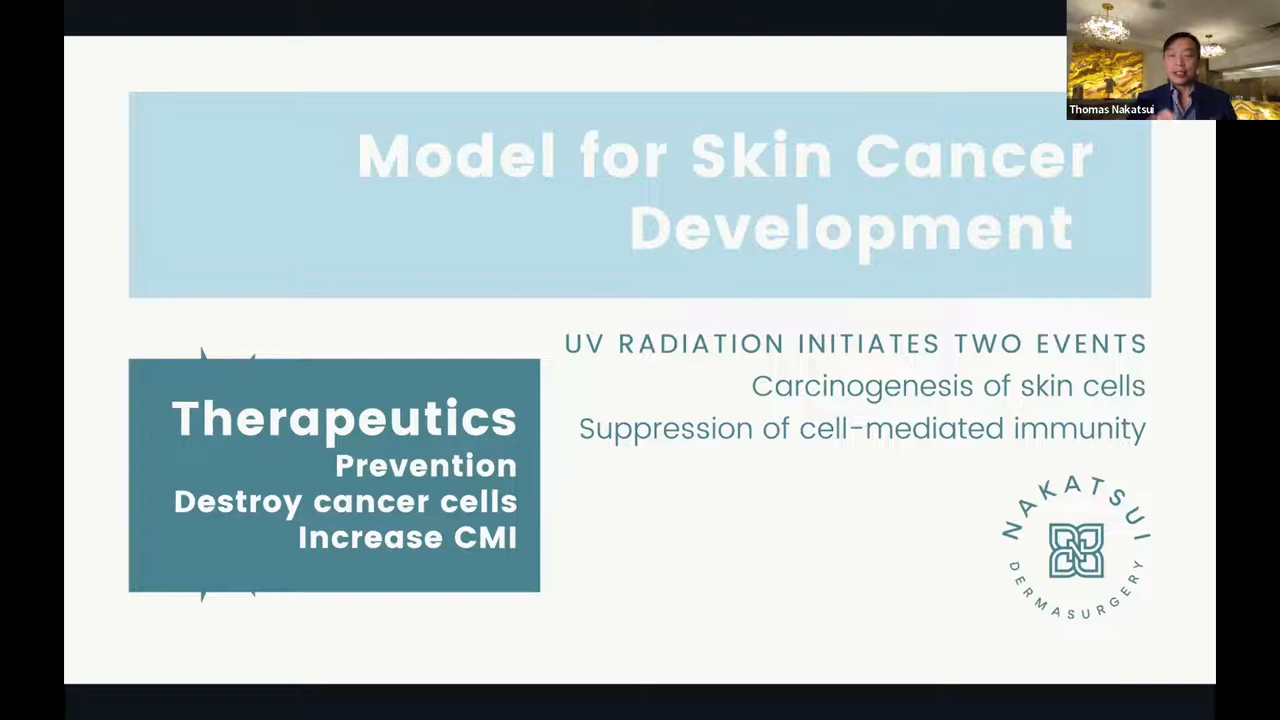 Thomas Nakatsui
Model for Skin Cancer
Development
UV RADIATION INITIATES TWO EVENTS
Carcinogenesis of skin cells
Suppression of cell-mediated immunity
Therapeutics
Prevention
Destroy cancer cells
Increase CMI
NAKATSUI
N
DERMASURGERY